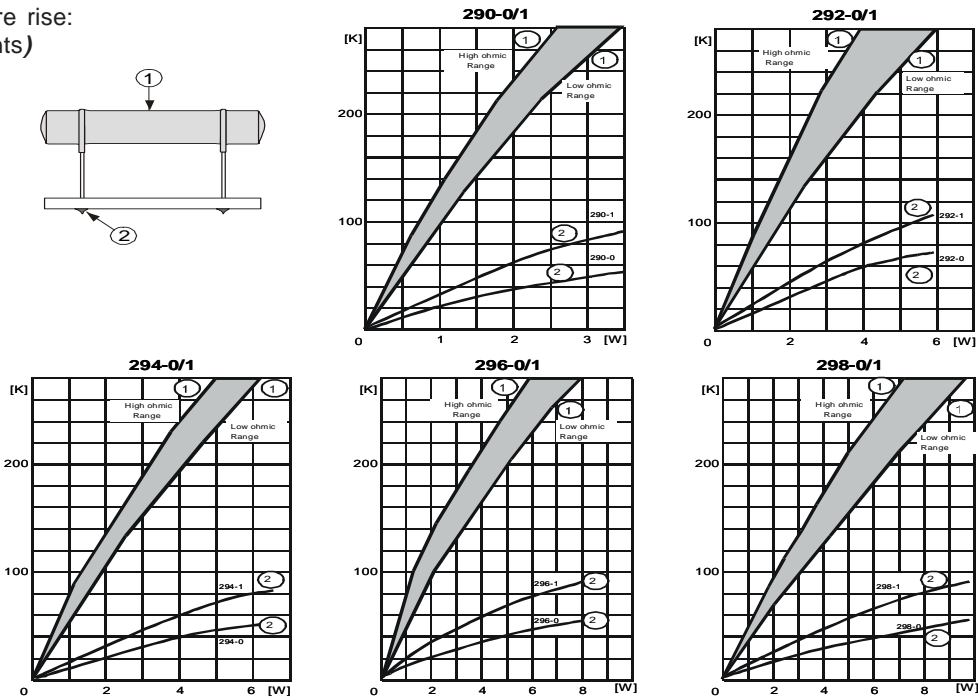 re rise:
nts)
1
2
290-0/1
[K]
200
100
0
1
2
3
[W]
High ohmic
Range
Low ohmic
Range
1
1
290-1
2
290-0
2
292-0/1
[K]
200
100
0
2
4
6
[W]
High ohmic
Range
Low ohmic
Range
1
1
2
292-1
292-0
2
294-0/1
[K]
200
100
0
2
4
6
[W]
High ohmic
Range
Low ohmic
Range
1
1
294-1
2
294-0
2
296-0/1
[K]
200
100
0
2
4
6
8
[W]
High ohmic
Range
Low ohmic
Range
1
1
296-1
2
296-0
2
298-0/1
[K]
200
100
0
2
4
6
8
[W]
High ohmic
Range
Low ohmic
Range
1
1
298-1
2
298-0
2